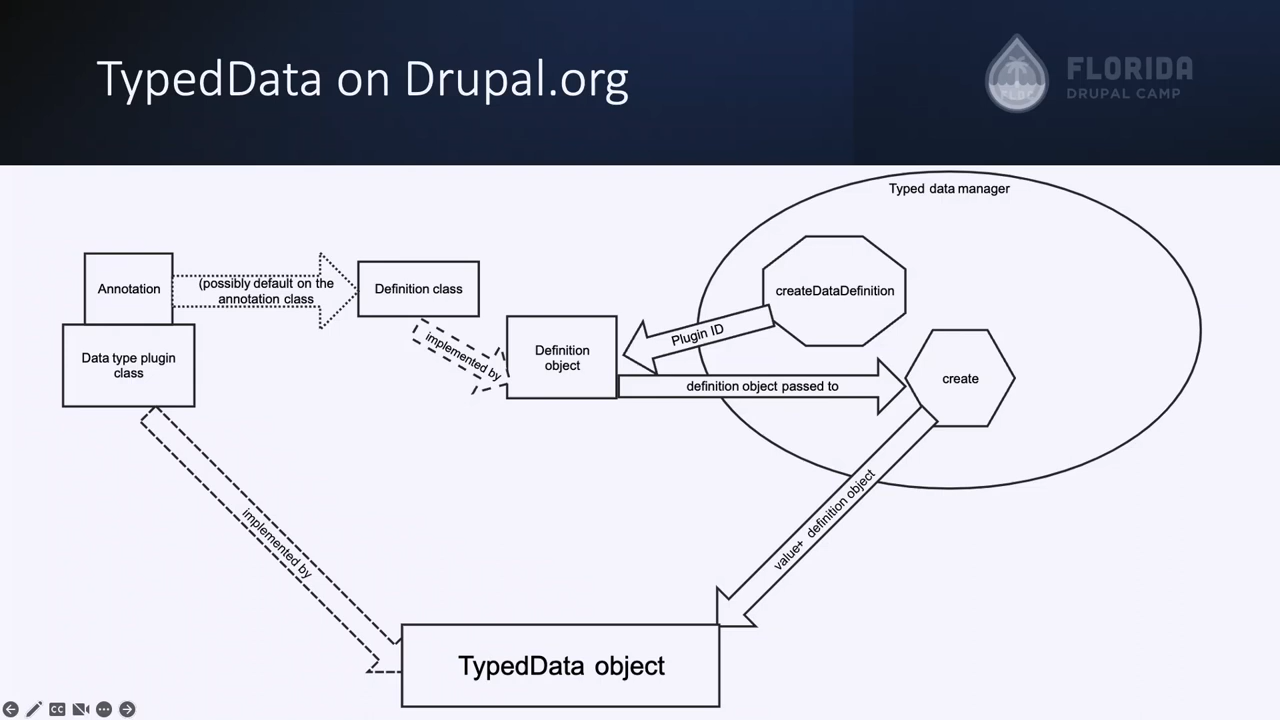 TypedData on Drupal.org
FLORIDA
DRUPAL CAMP
Typed data manager
Annotation
(possibly default on the
annotation class
Definition class
createDataDefinition
Data type plugin
class
implemented by
Definition
object
Plugin ID
definition object passed to
create
implemented by
value+ definition object
TypedData object
CC